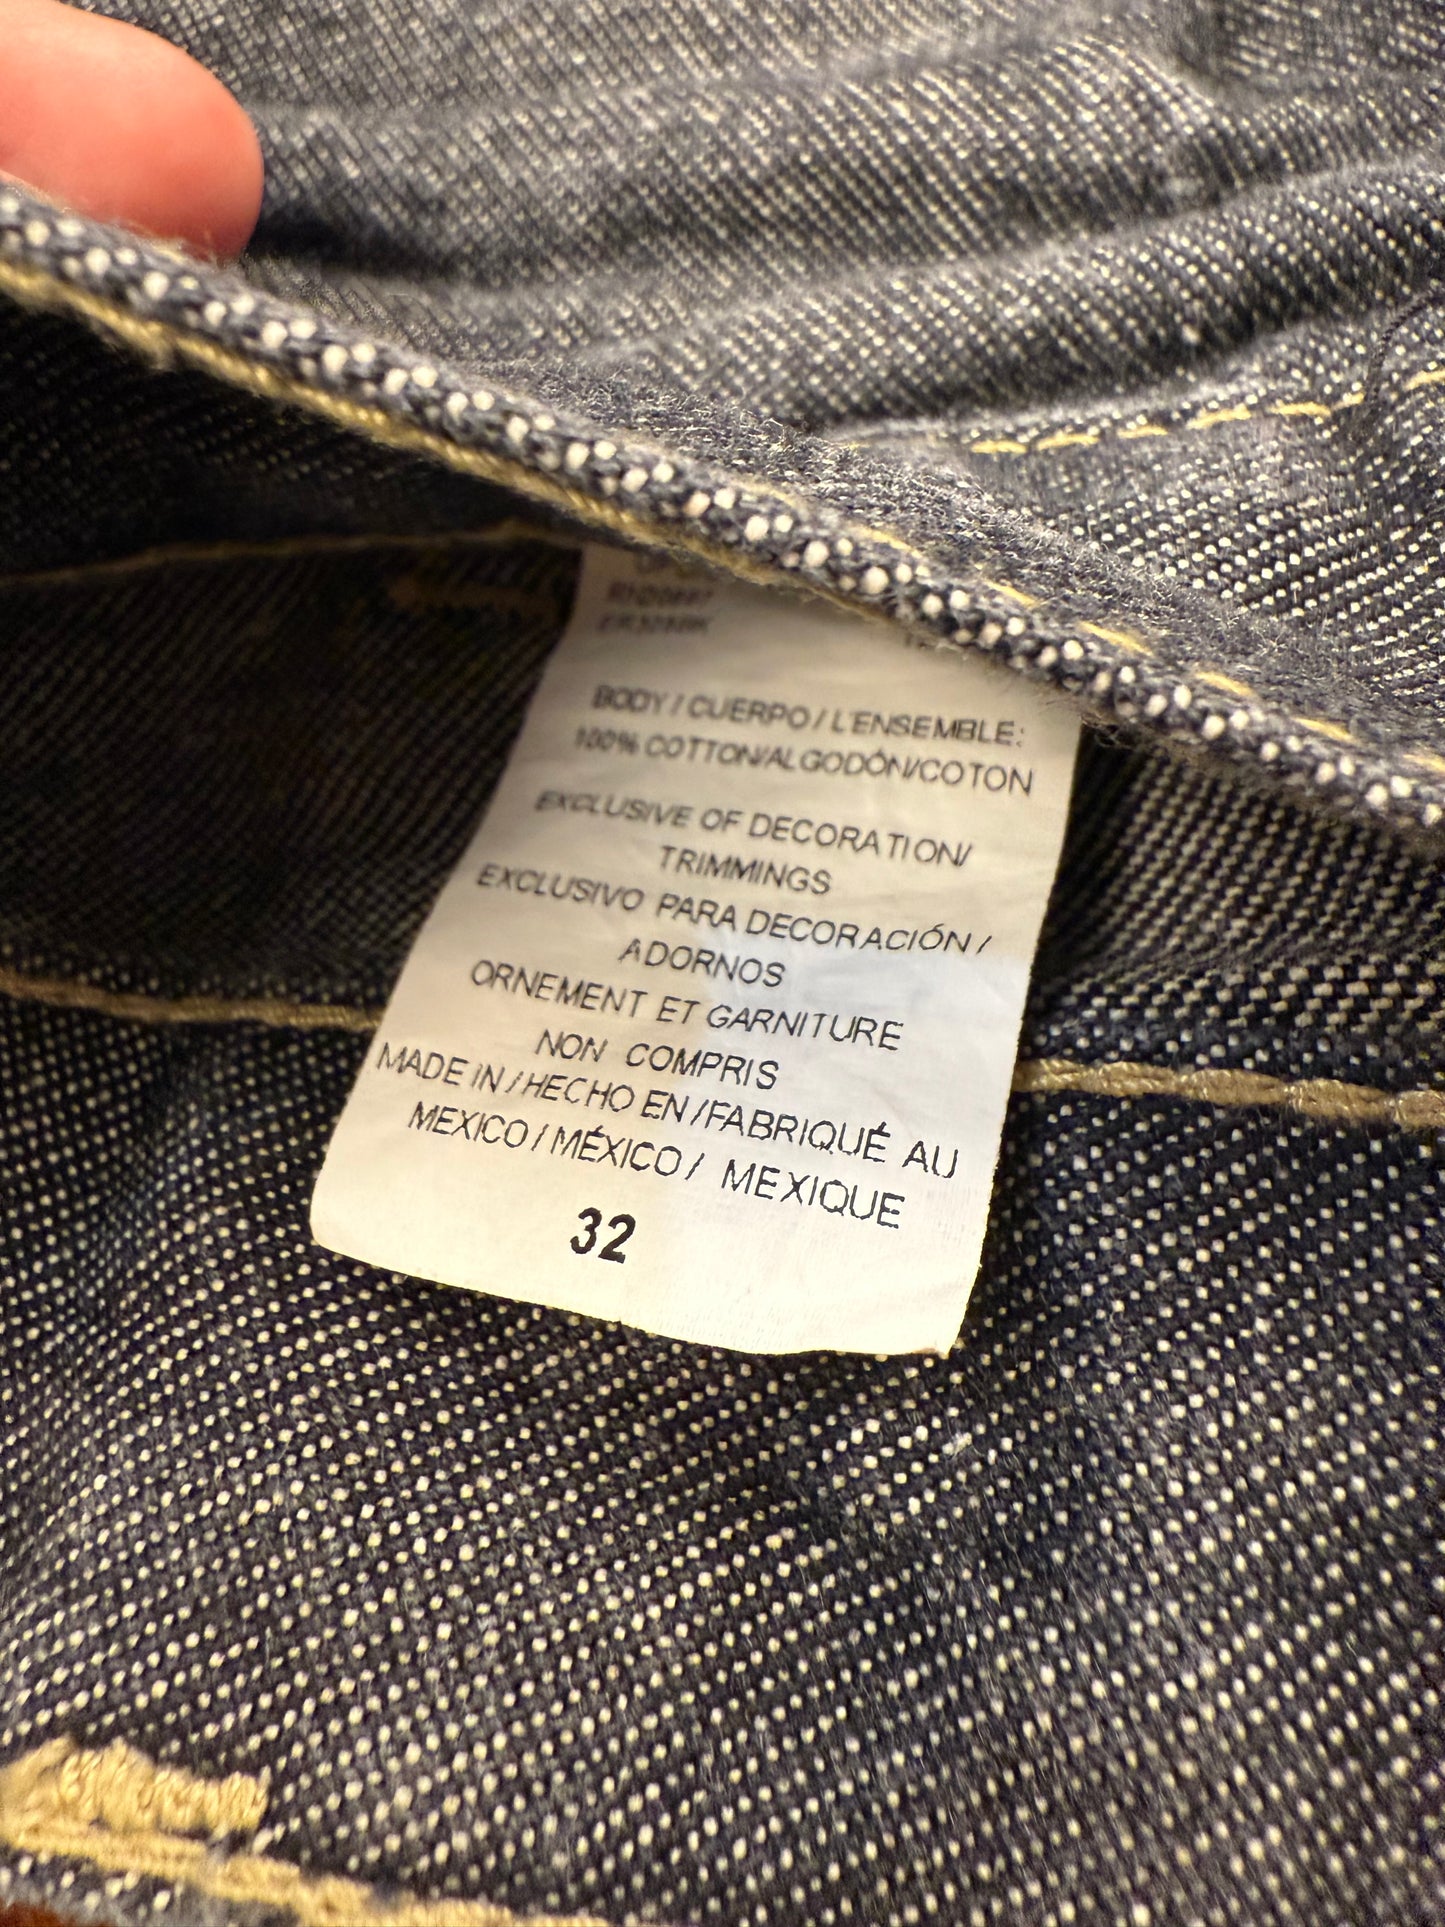 BODY / CUERPO / L'ENSEMBLE:
100% COTTON/ALGODÓN/COTON
EXCLUSIVE OF DECORATION/
TRIMMINGS
EXCLUSIVO PARA DECORACIÓN /
ADORNOS
ORNEMENT ET GARNITURE
NON COMPRIS
MADE IN / HECHO EN / FABRIQUÉ AU
MEXICO / MÉXICO / MEXIQUE
32